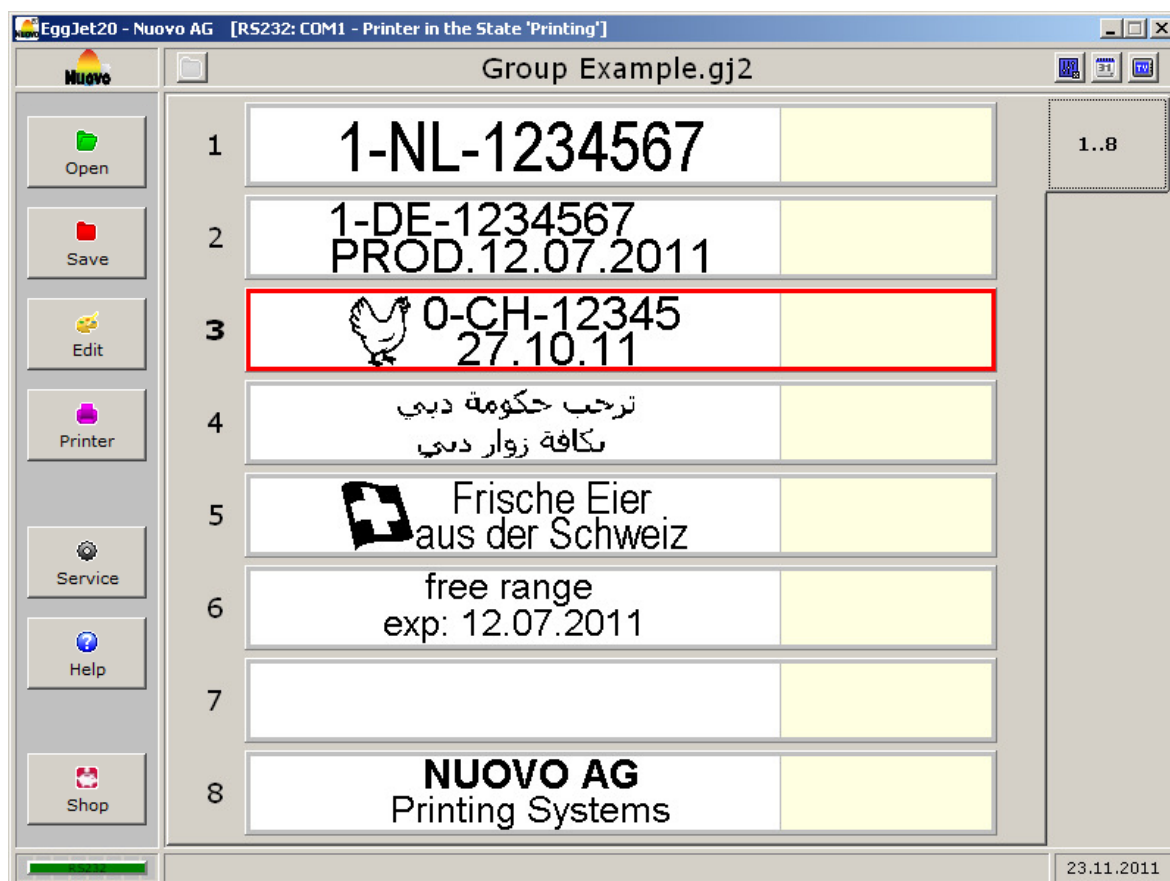 EggJet20 - Nuovo AG [RS232: COM1 - Printer in the State 'Printing']
Nuovo
Group Example.gj2
31
TV
Open
Save
Edit
Printer
Service
Help
Shop
1
1-NL-1234567
2
1-DE-1234567
PROD.12.07.2011
3
0-CH-12345
27.10.11
4
ترحب حكومة دبي
بكافة زوار دبي
5
Frische Eier
aus der Schweiz
6
free range
exp: 12.07.2011
7
8
NUOVO AG
Printing Systems
1..8
RS232
23.11.2011